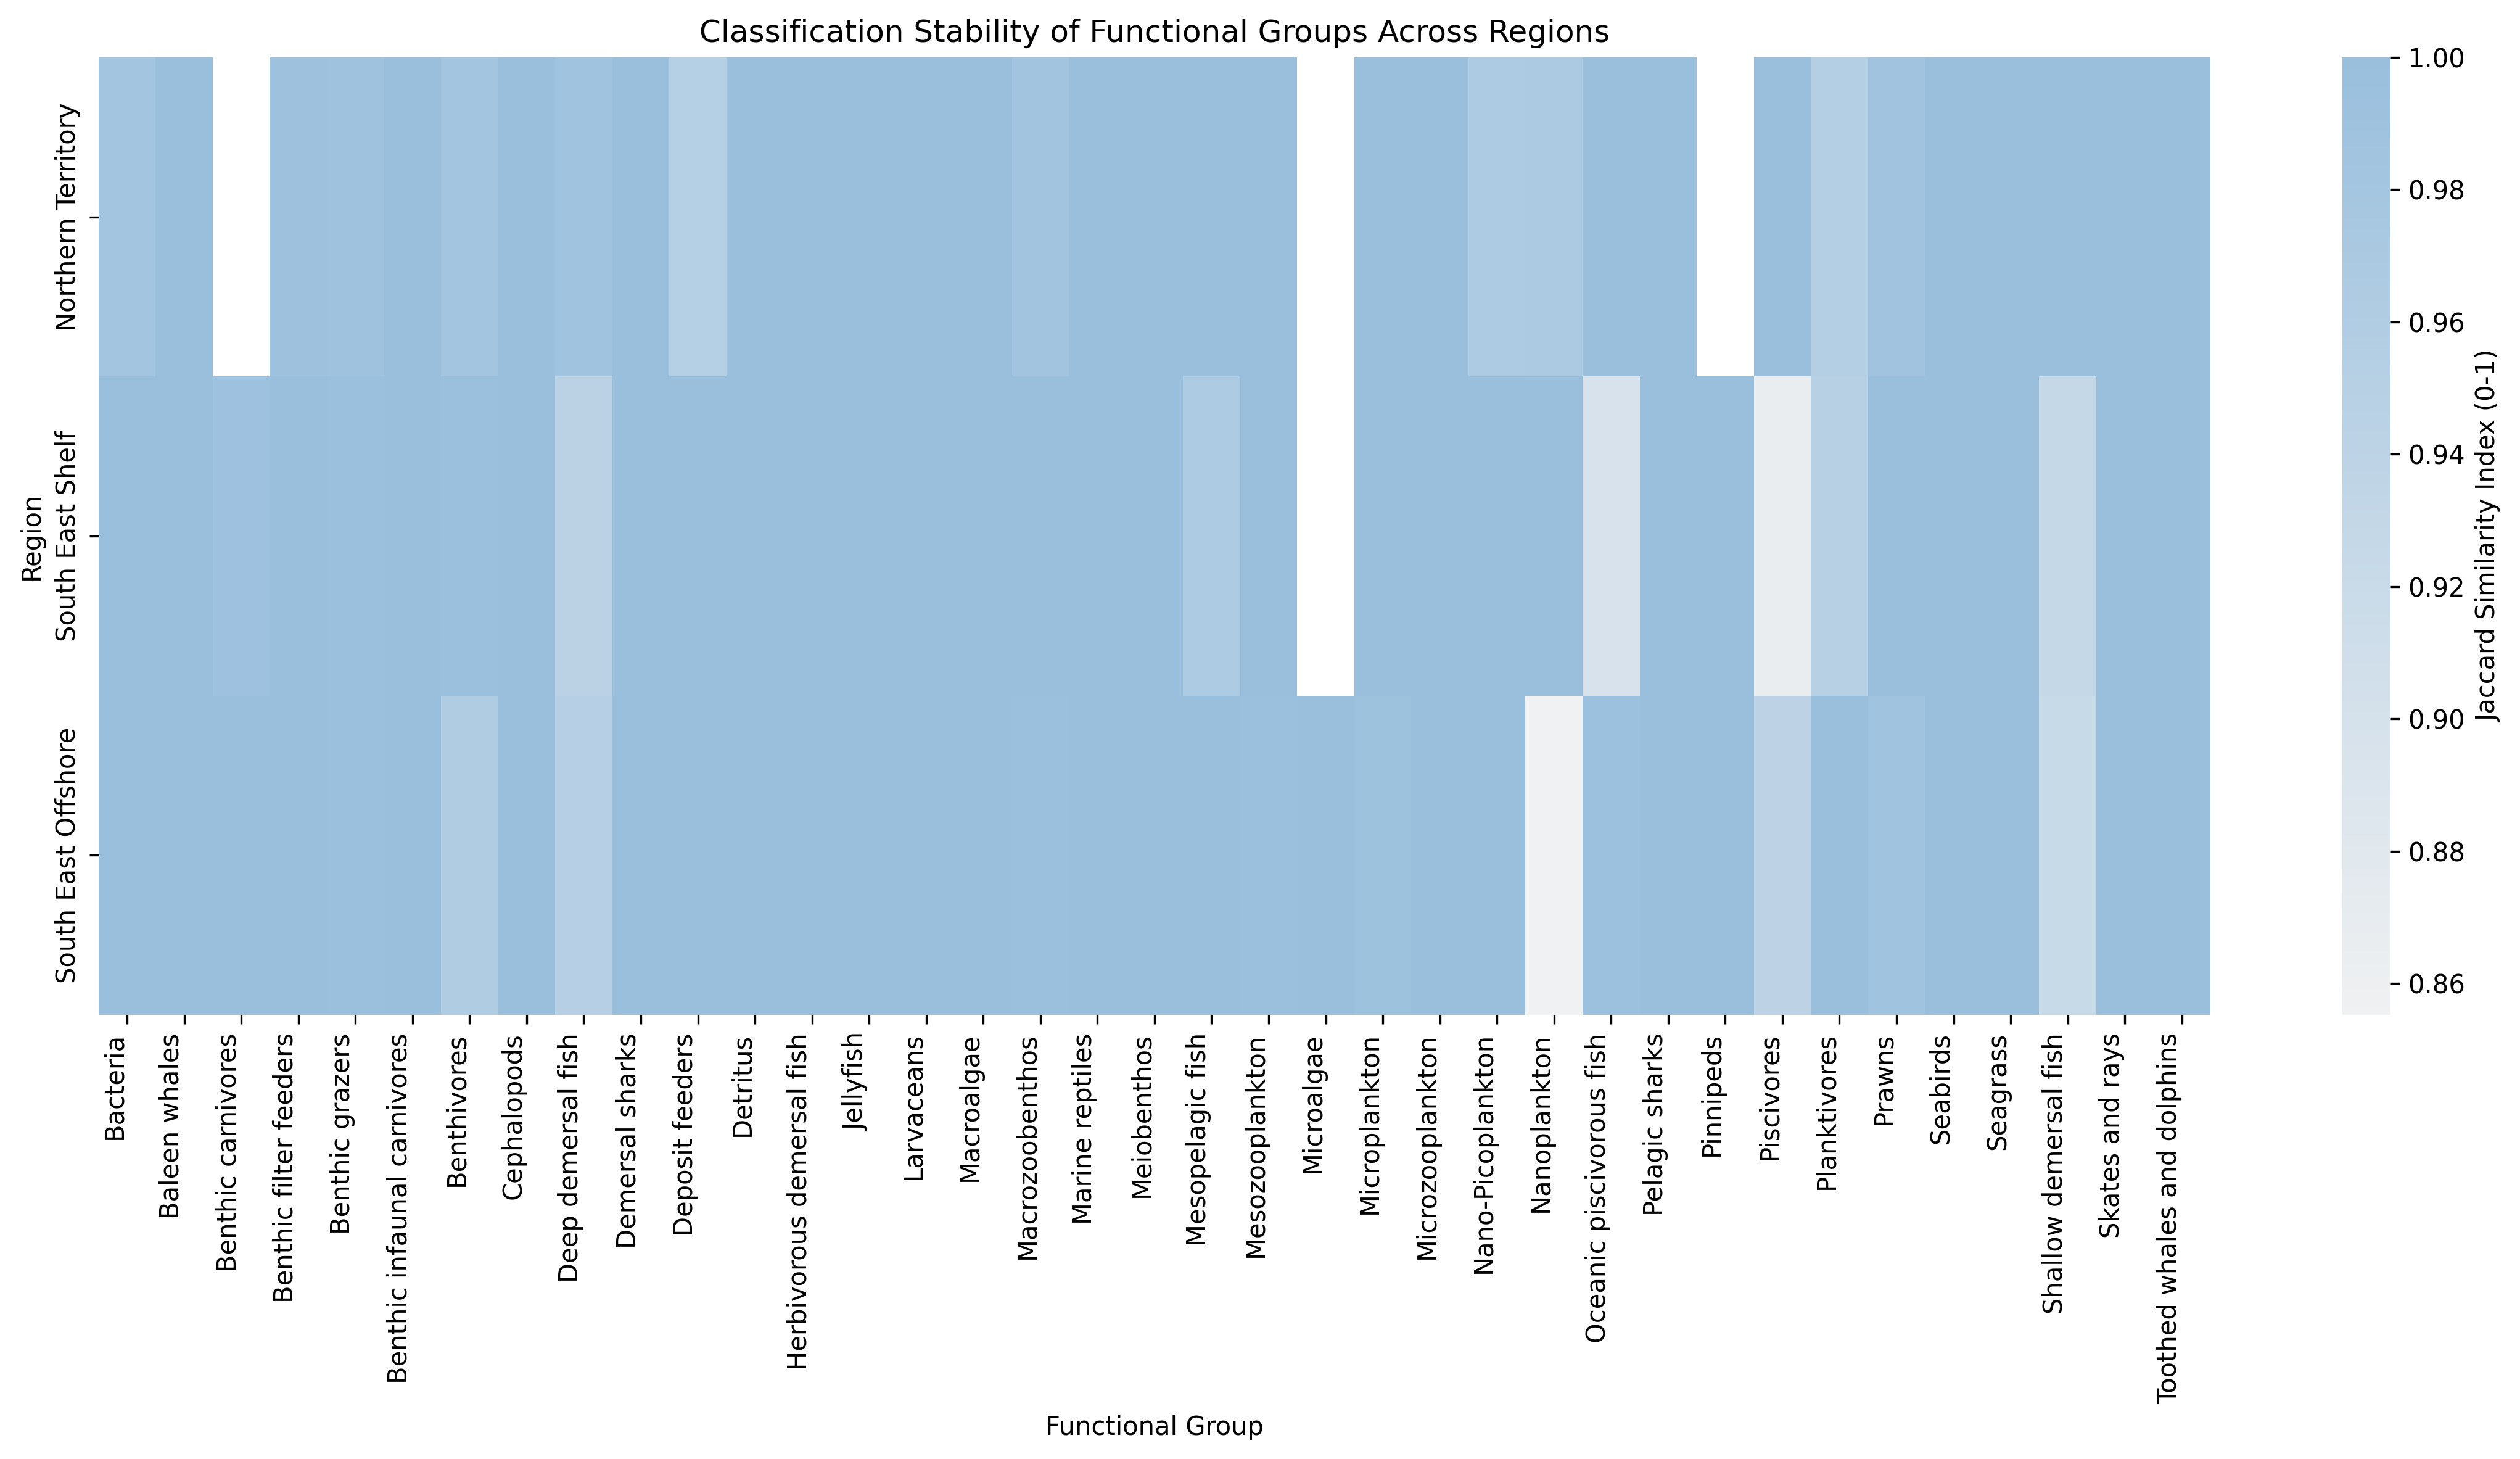 Classification Stability of Functional Groups Across Regions
Region
Northern Territory
South East Shelf
South East Offshore
Bacteria
Baleen whales
Benthic carnivores
Benthic filter feeders
Benthic grazers
Benthic infaunal carnivores
Benthivores
Cephalopods
Deep demersal fish
Demersal sharks
Deposit feeders
Detritus
Herbivorous demersal fish
Jellyfish
Larvaceans
Macroalgae
Macrozoobenthos
Marine reptiles
Meiobenthos
Mesopelagic fish
Mesozooplankton
Microalgae
Microplankton
Microzooplankton
Nano-Picoplankton
Nanoplankton
Oceanic piscivorous fish
Pelagic sharks
Pinnipeds
Piscivores
Planktivores
Prawns
Seabirds
Seagrass
Shallow demersal fish
Skates and rays
Toothed whales and dolphins
Functional Group
1.00
0.98
0.96
0.94
0.92
0.90
0.88
0.86
Jaccard Similarity Index (0-1)